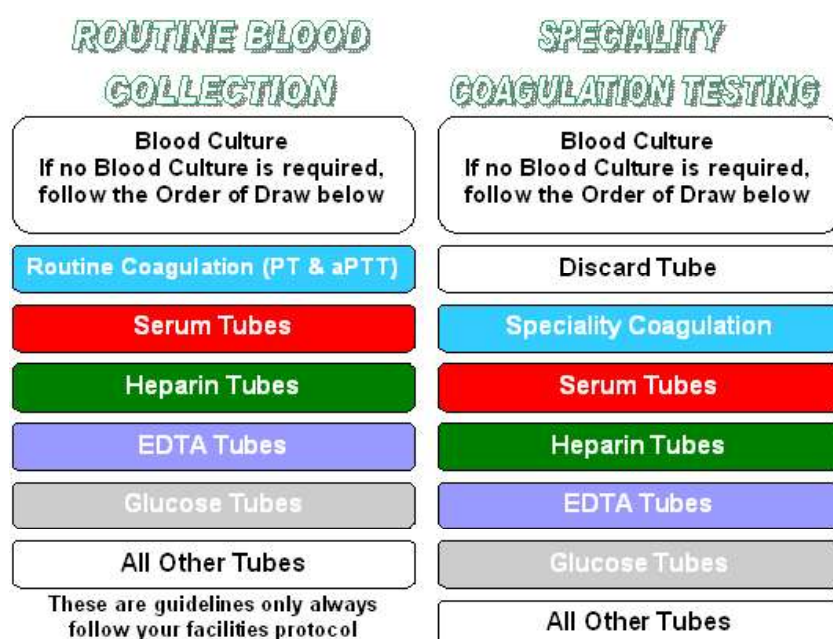 ROUTINE BLOOD
COLLECTION
Blood Culture
If no Blood Culture is required,
follow the Order of Draw below
Routine Coagulation (PT & aPTT)
Serum Tubes
Heparin Tubes
EDTA Tubes
Glucose Tubes
All Other Tubes
These are guidelines only always
follow your facilities protocol
SPECIALITY
COAGULATION TESTING
Blood Culture
If no Blood Culture is required,
follow the Order of Draw below
Discard Tube
Speciality Coagulation
Serum Tubes
Heparin Tubes
EDTA Tubes
Glucose Tubes
All Other Tubes